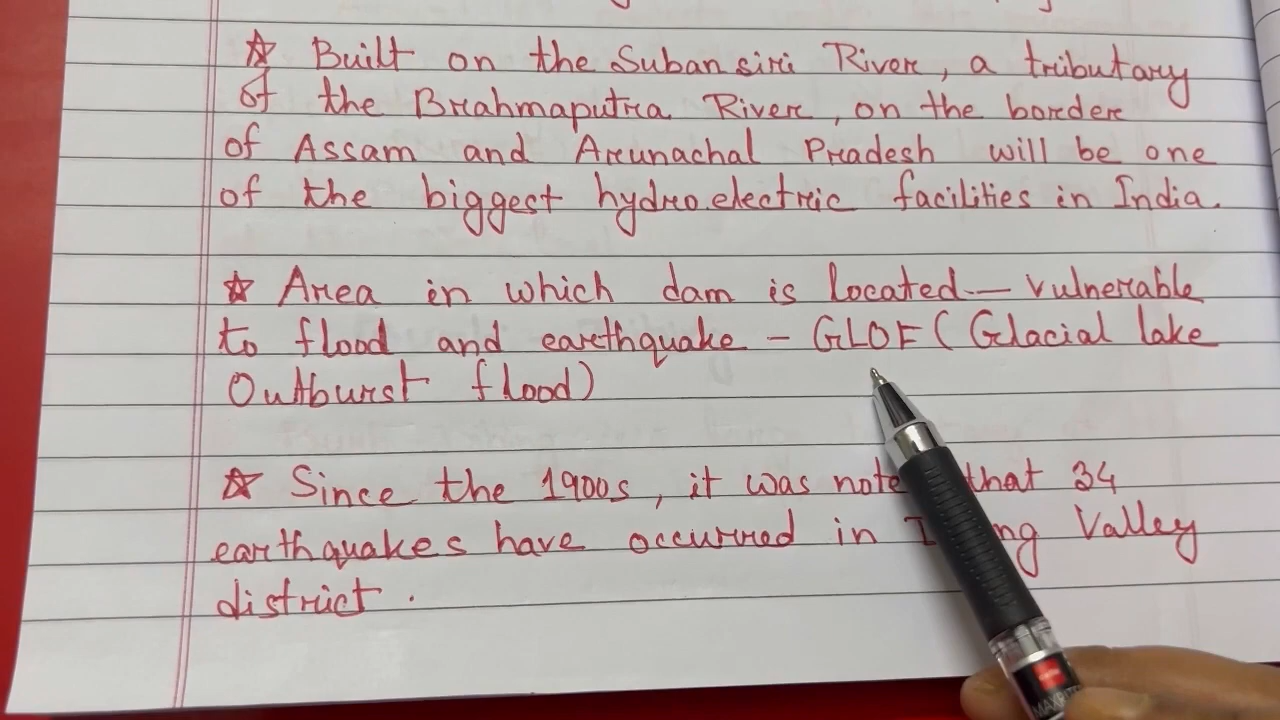 ☆ Built on the Subansiri River, a tributary
of the Brahmaputra River, on the border
of Assam and Arunachal Pradesh will be one
of the biggest hydroelectric facilities in India.
☆ Area in which dam is located — vulnerable
to flood and earthquake - GLOF (Glacial lake
Outburst flood)
☆ Since the 1900s, it was note that 34
earthquakes have occurred in Valley
district.